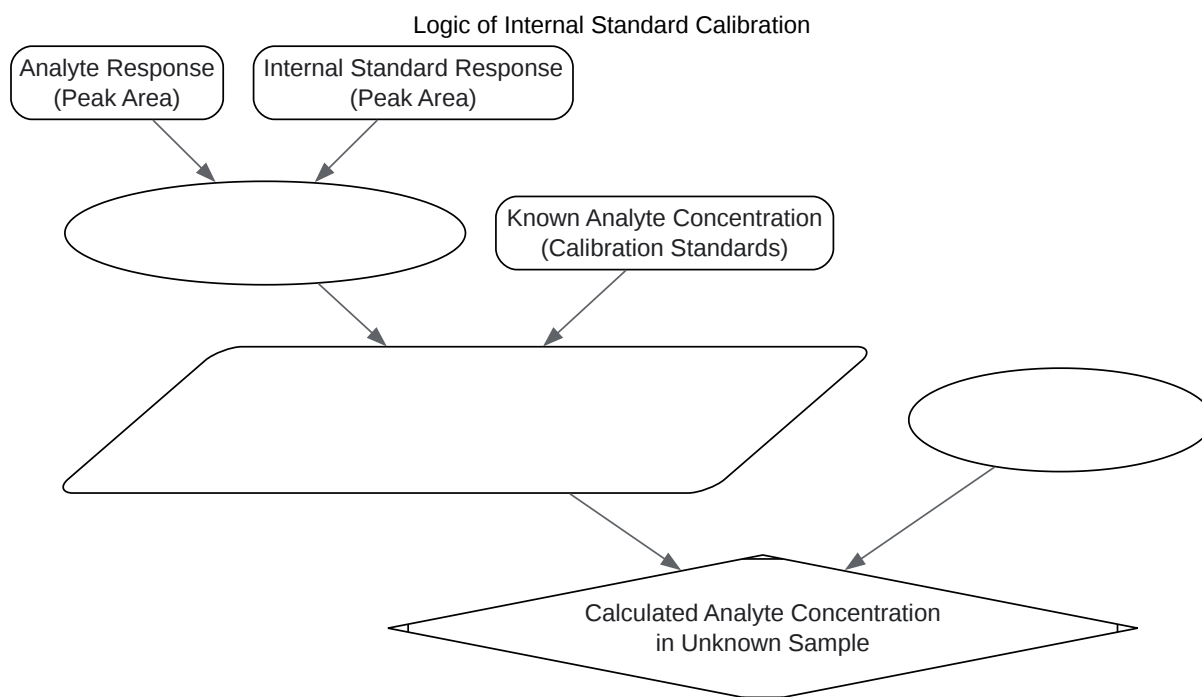 Logic of Internal Standard Calibration
Analyte Response
(Peak Area)
Internal Standard Response
(Peak Area)
Known Analyte Concentration
(Calibration Standards)
Calculated Analyte Concentration
in Unknown Sample